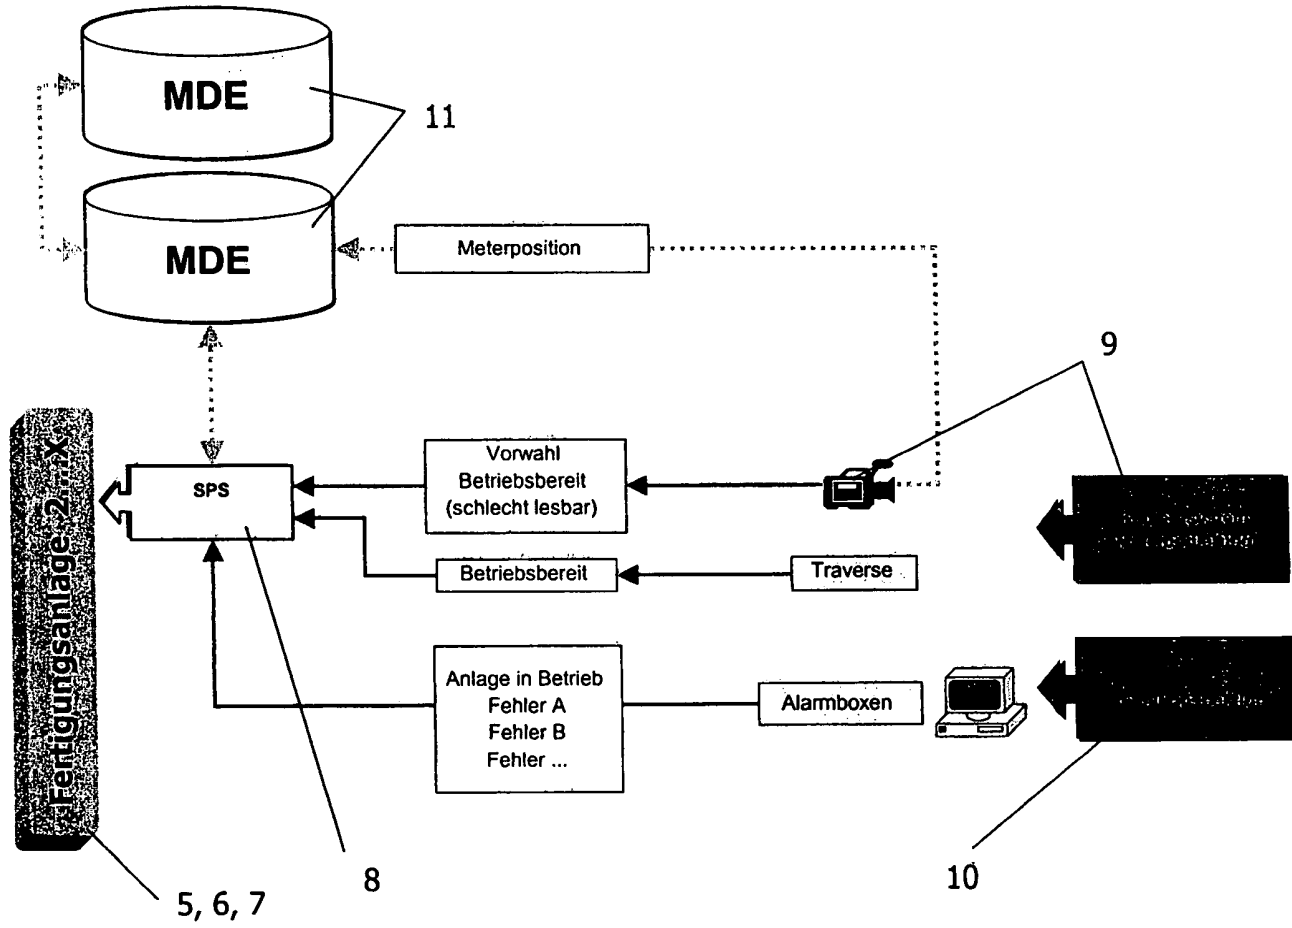 MDE
11
MDE
Meterposition
9
Fertigungsanlage 2...X
SPS
Vorwahl
Betriebsbereit
(schlecht lesbar)
Betriebsbereit
Traverse
Anlage in Betrieb
Fehler A
Fehler B
Fehler ...
Alarmboxen
8
10
5, 6, 7